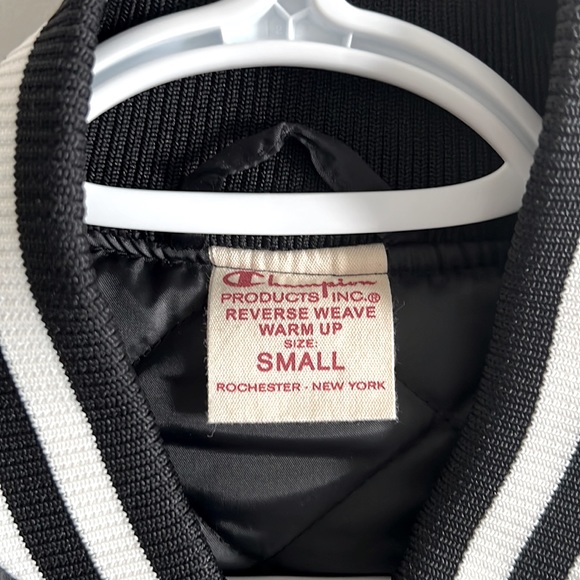 Champion
PRODUCTS INC.®
REVERSE WEAVE
WARM UP
SIZE:
SMALL
ROCHESTER - NEW YORK